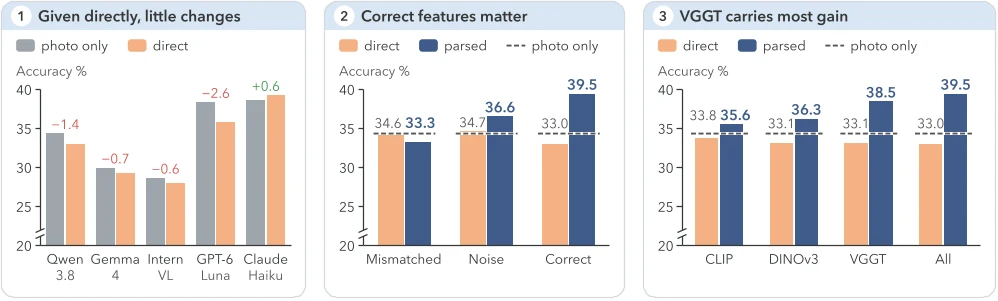 1 Given directly, little changes
photo only direct
Accuracy %
40
35
30
25
20
−1.4
−0.7
−0.6
−2.6
+0.6
Qwen 3.8
Gemma 4
Intern VL
GPT-6 Luna
Claude Haiku
2 Correct features matter
direct parsed photo only
Accuracy %
40
35
30
25
20
34.6 33.3
34.7 36.6
33.0 39.5
Mismatched Noise Correct
3 VGGT carries most gain
direct parsed photo only
Accuracy %
40
35
30
25
20
33.8 35.6
33.1 36.3
33.1 38.5
33.0 39.5
CLIP DINOv3 VGGT All